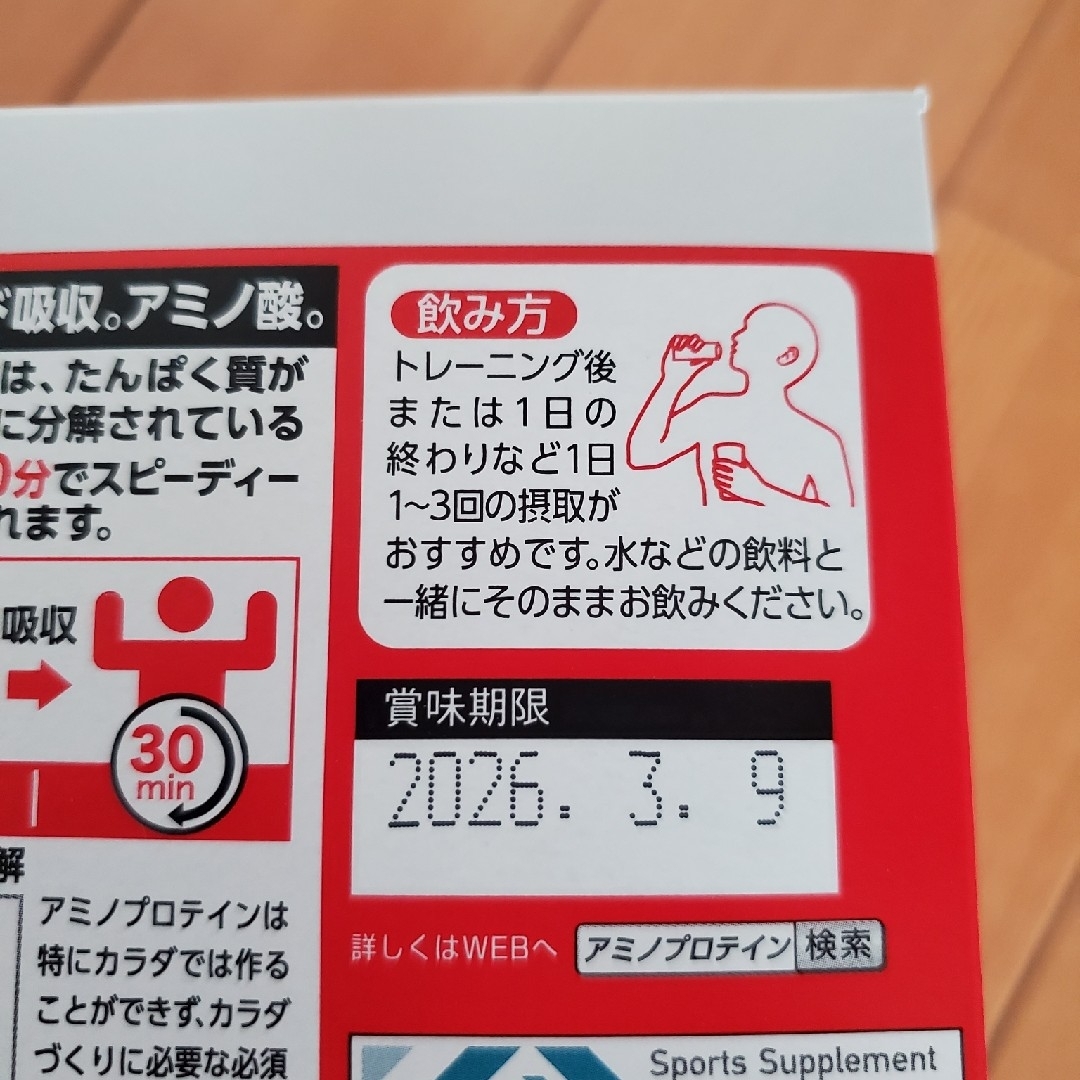 吸収。アミノ酸。
は、たんぱく質が
に分解されている
0分でスピーディー
れます。
吸収
30
min
解
アミノプロテインは
特にカラダでは作る
ことができず、カラダ
づくりに必要な必須
飲み方
トレーニング後
または1日の
終わりなど1日
1~3回の摂取が
おすすめです。水などの飲料と
一緒にそのままお飲みください。
賞味期限
2026. 3. 9
詳しくはWEBへ アミノプロテイン 検索
Sports Supplement